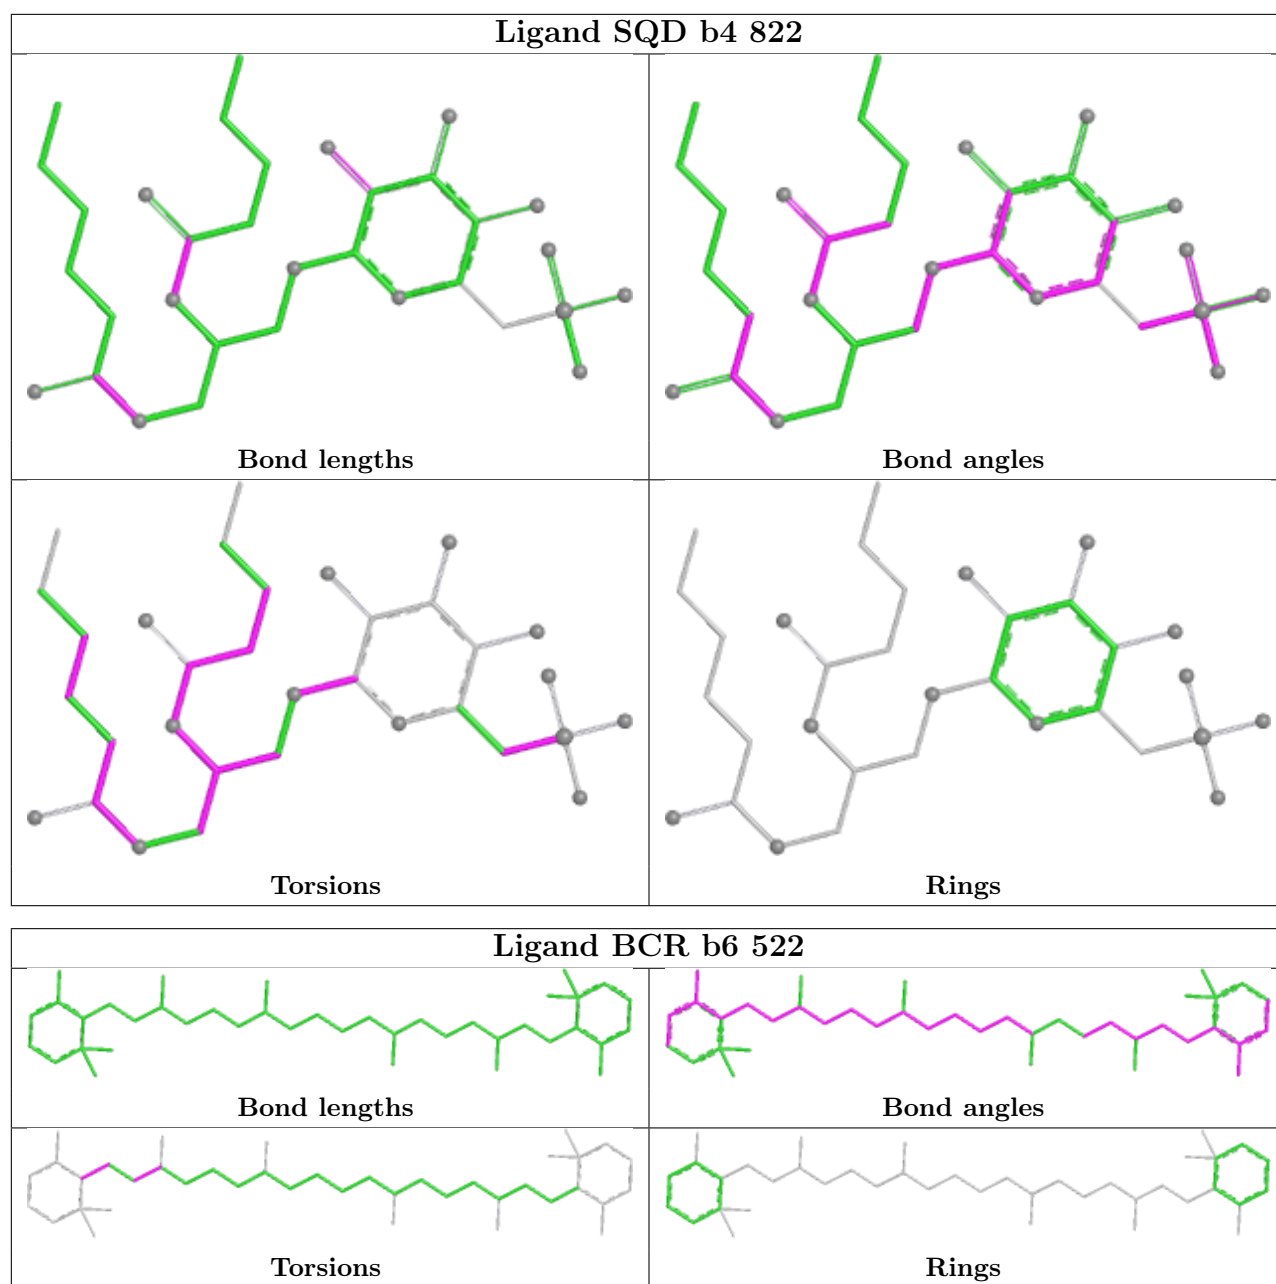 Ligand SQD b4 822
Bond lengths
Bond angles
Torsions
Rings
Ligand BCR b6 522
Bond lengths
Bond angles
Torsions
Rings